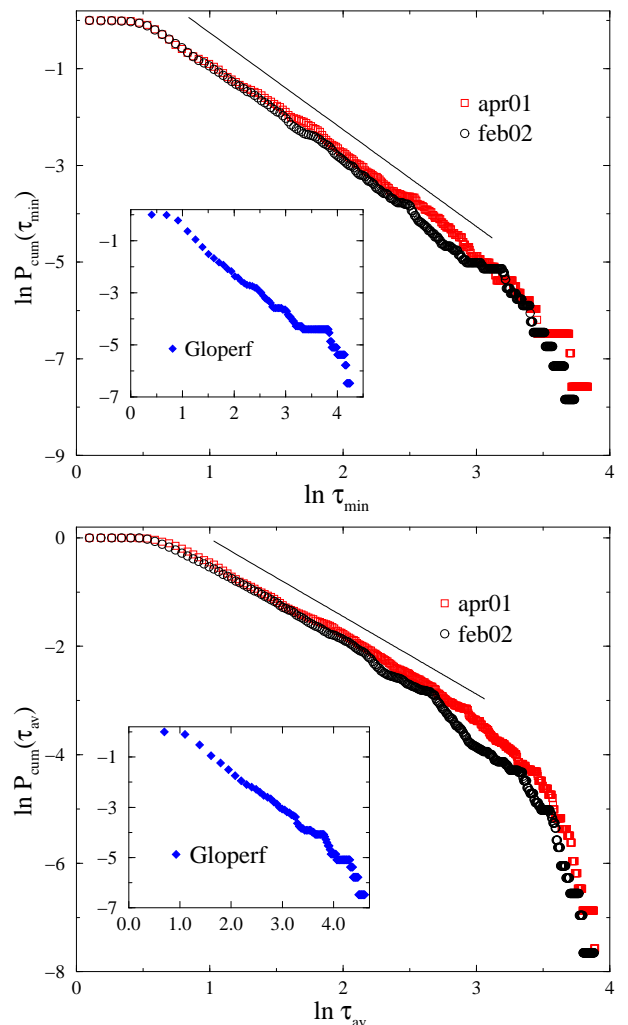 −1
−3
−5
−7
−9
ln P_cum(τ_min)
apr01
feb02
−1
−3
−5
−7
0 1 2 3 4
Gloperf
0 1 2 3 4
ln τ_min
0
−2
−4
−6
−8
ln P_cum(τ_av)
apr01
feb02
−1
−3
−5
−7
0.0 1.0 2.0 3.0 4.0
Gloperf
0 1 2 3 4
ln τ_av